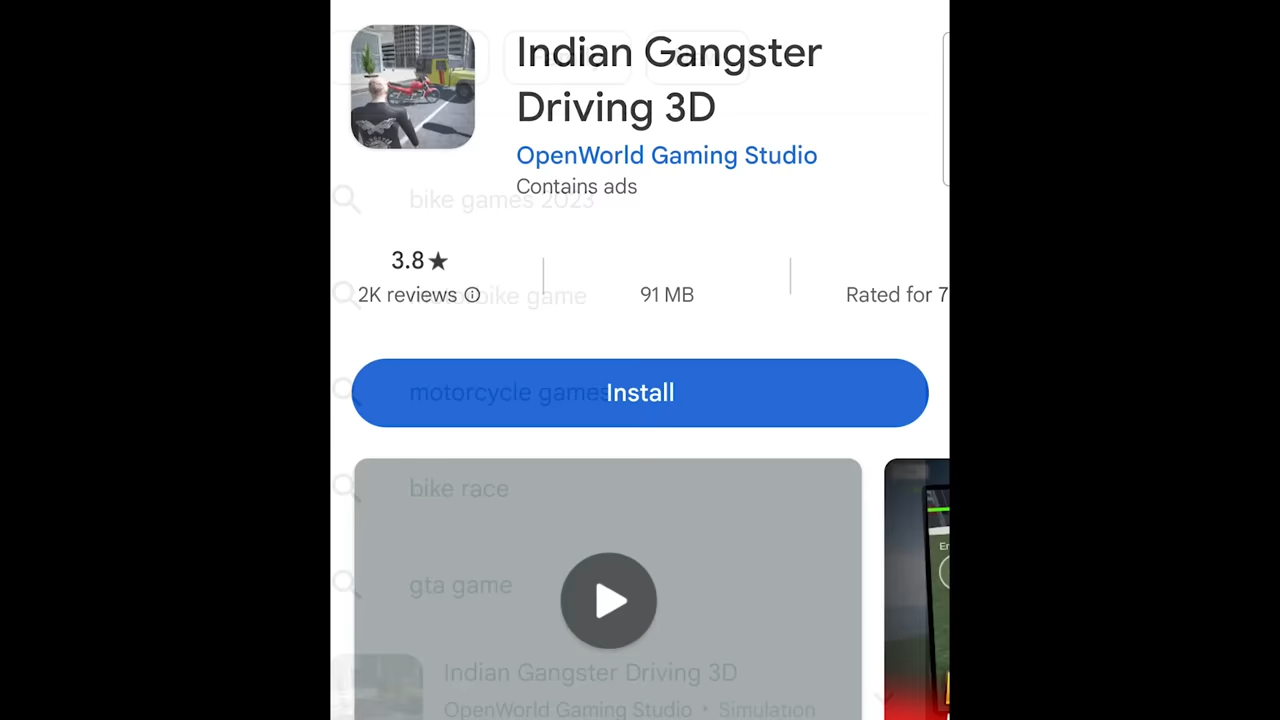 Indian Gangster
Driving 3D
OpenWorld Gaming Studio
Contains ads
bike games 2023
3.8★
2K reviews
bike game
91 MB
Rated for 7
motorcycle games
Install
bike race
gta game
Indian Gangster Driving 3D
OpenWorld Gaming Studio • Simulation